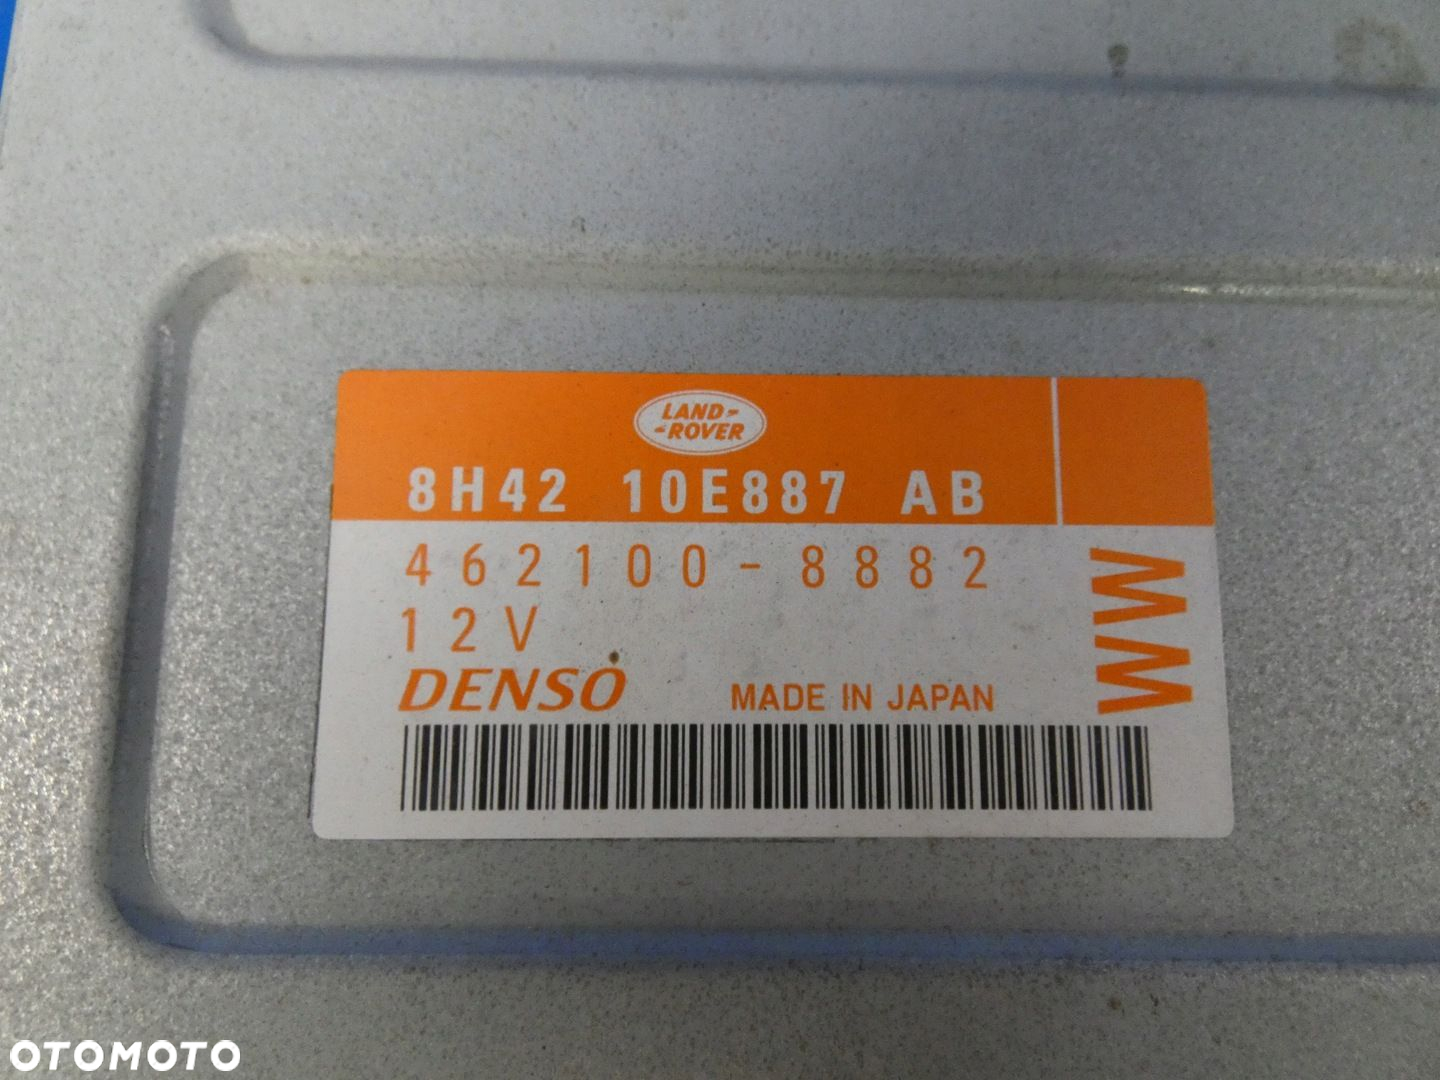 LAND-
-ROVER
8H42 10E887 AB
462100-8882
12V
DENSO
MADE IN JAPAN
WW
OTOMOTO